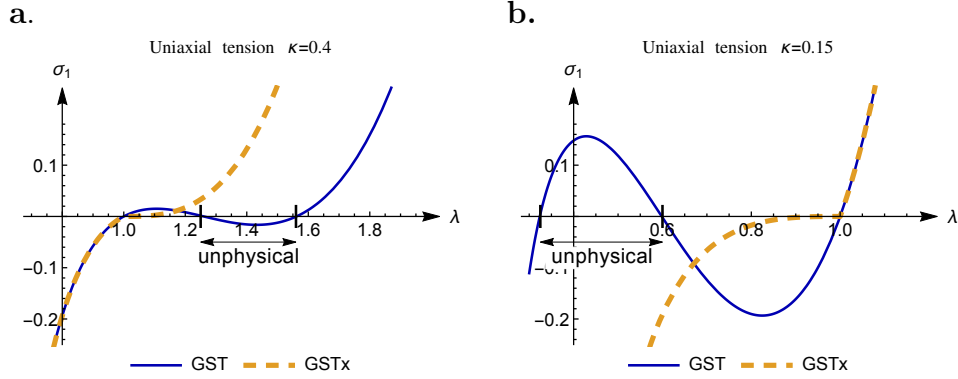 a.
Uniaxial tension κ=0.4
σ1
0.1
λ
1.0 1.2 1.4 1.6 1.8
unphysical
−0.1
−0.2
GST GSTx
b.
Uniaxial tension κ=0.15
σ1
0.1
λ
0.6 0.8 1.0
unphysical
−0.1
−0.2
GST GSTx